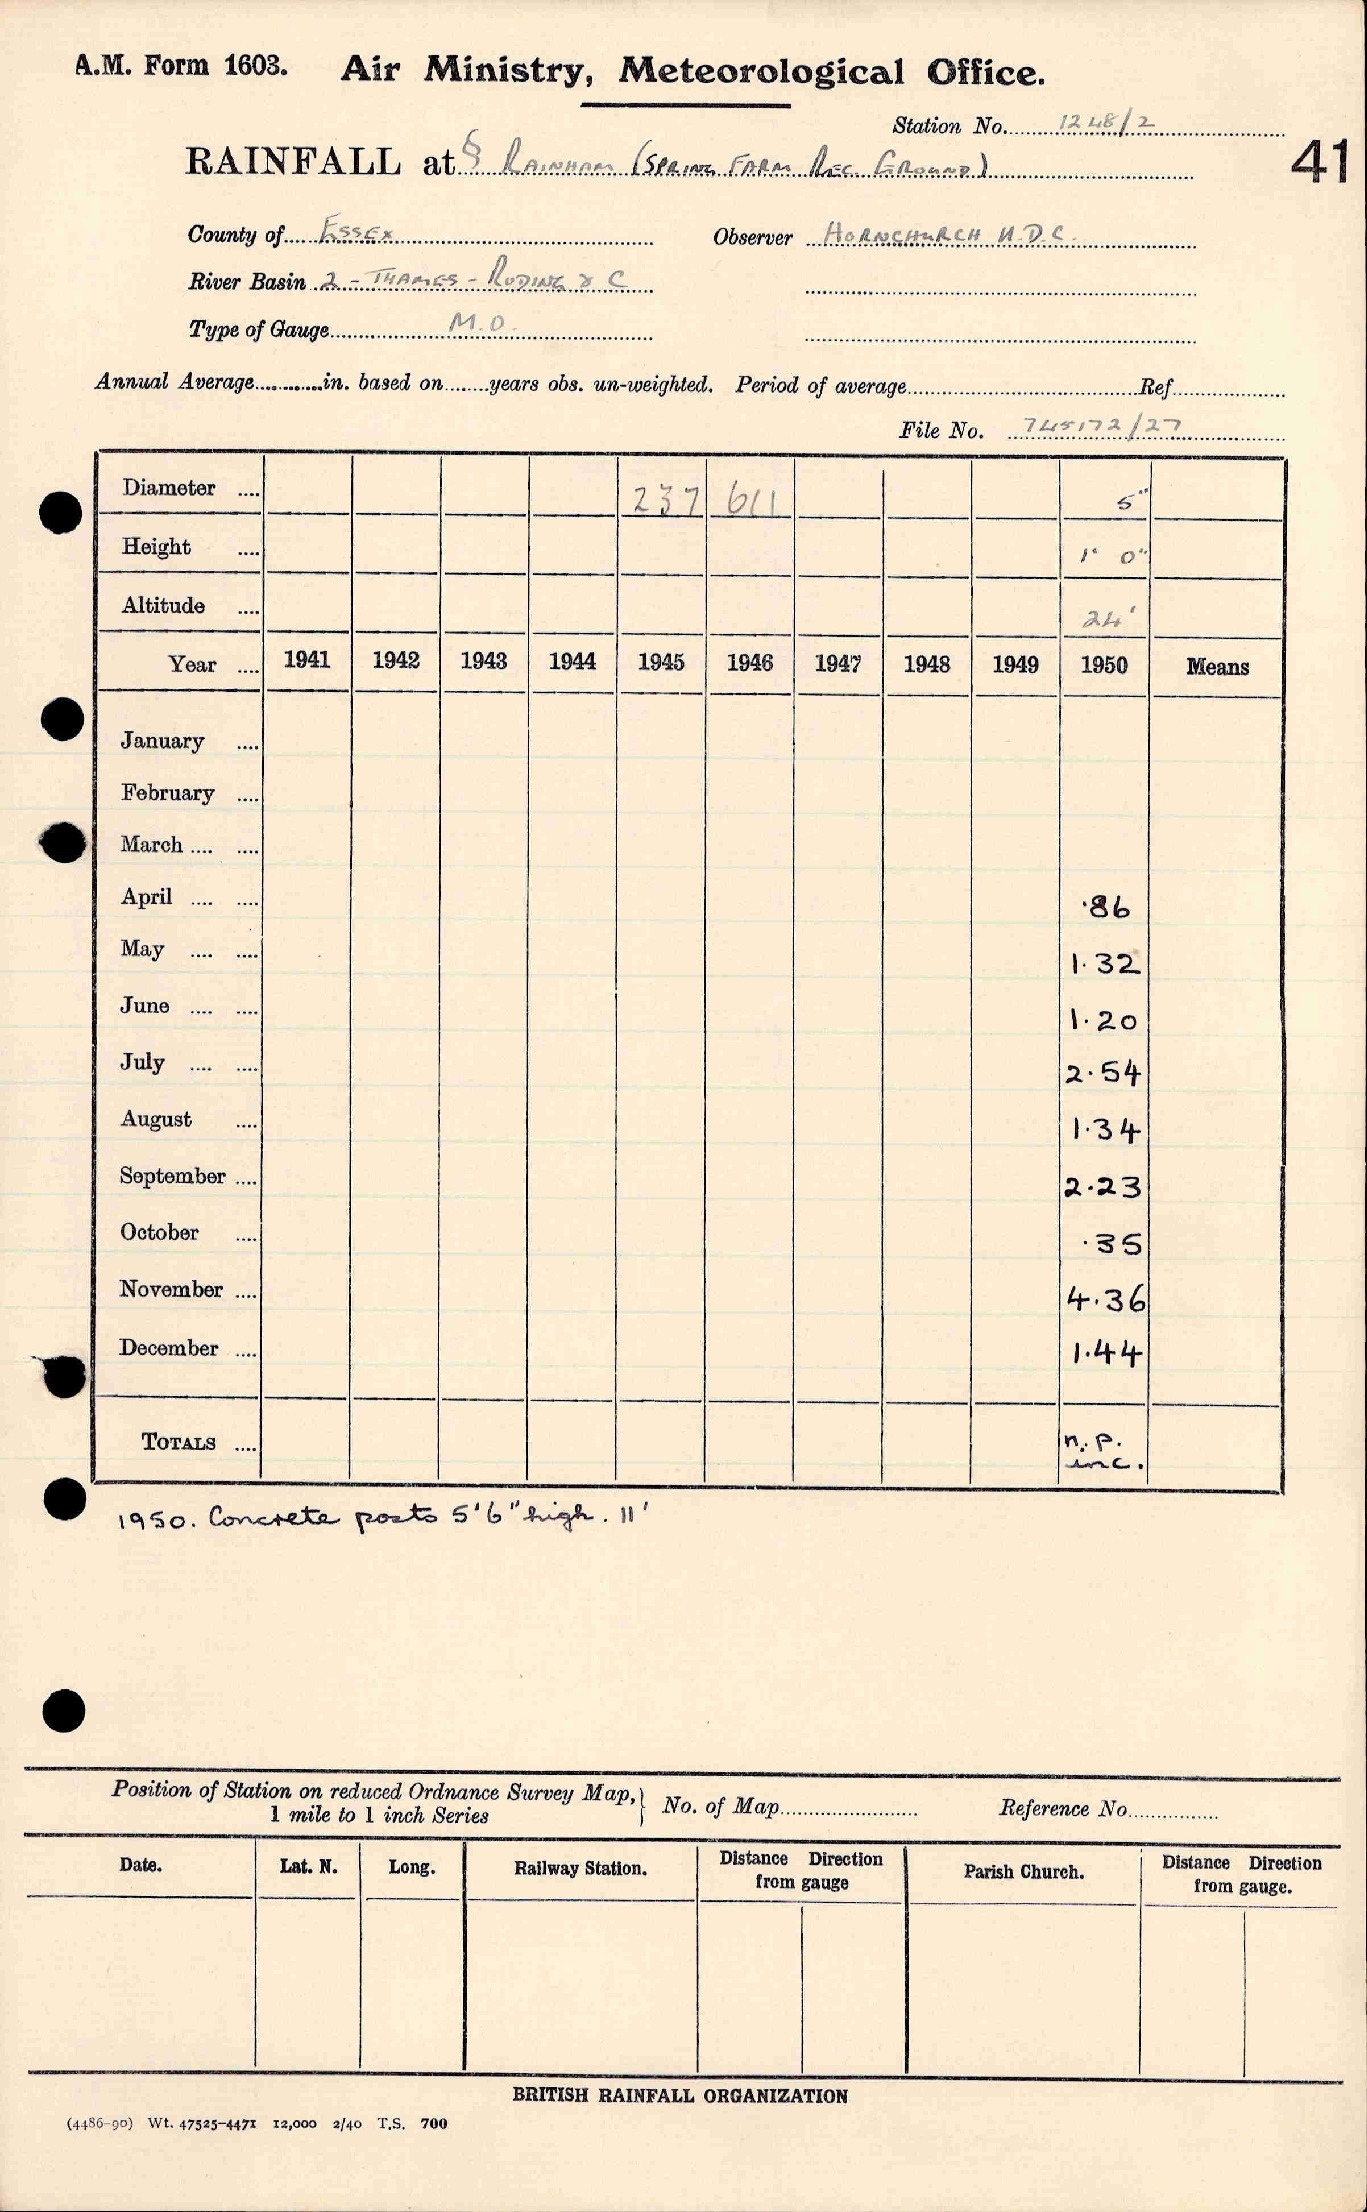 A.M. Form 1603. Air Ministry, Meteorological Office.
Station No. 1248/2
41
RAINFALL at § RAINHAM (SPRING FARM REC. GROUND)
County of ESSEX Observer HORNCHURCH U.D.C.
River Basin 2 - THAMES - RODING & C
Type of Gauge M.O.
Annual Average in. based on years obs. un-weighted. Period of average Ref.
File No. 745172/27
Diameter 237 611 5"
Height 1' 0"
Altitude 24'
Year 1941 1942 1943 1944 1945 1946 1947 1948 1949 1950 Means
January
February
March
April ·86
May 1·32
June 1·20
July 2·54
August 1·34
September 2·23
October ·35
November 4·36
December 1·44
TOTALS n.p. inc.
1950. Concrete posts 5'6" high. 11'
Position of Station on reduced Ordnance Survey Map, } No. of Map Reference No.
1 mile to 1 inch Series
Date. Lat. N. Long. Railway Station. Distance Direction from gauge Parish Church. Distance Direction from gauge.
BRITISH RAINFALL ORGANIZATION
(4486-90) Wt. 47525-4471 12,000 2/40 T.S. 700